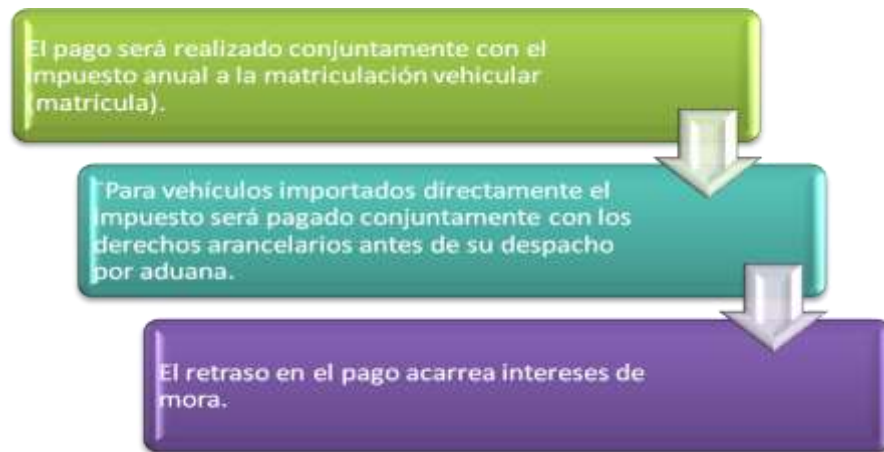 El pago será realizado conjuntamente con el
impuesto anual a la matriculación vehicular
(matrícula).
"Para vehículos importados directamente el
impuesto será pagado conjuntamente con los
derechos arancelarios antes de su despacho
por aduana.
El retraso en el pago acarrea intereses de
mora.